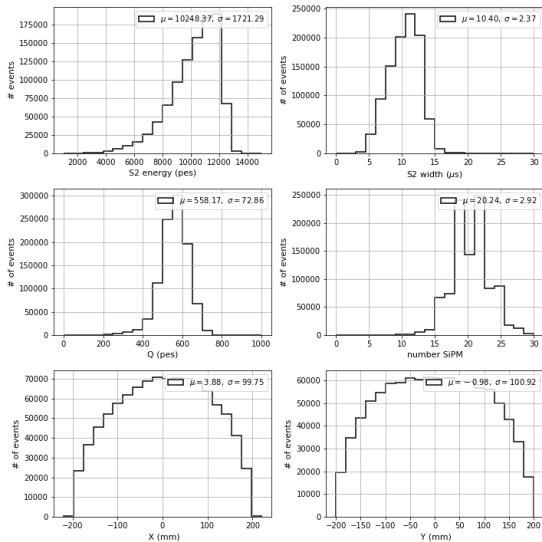 μ = 10248.37, σ = 1721.29
175000
150000
125000
100000
75000
50000
25000
0
# events
2000 4000 6000 8000 10000 12000 14000
S2 energy (pes)
μ = 10.40, σ = 2.37
250000
200000
150000
100000
50000
0
# of events
0 5 10 15 20 25 30
S2 width (μs)
μ = 558.17, σ = 72.86
300000
250000
200000
150000
100000
50000
0
# of events
0 200 400 600 800 1000
Q (pes)
μ = 20.24, σ = 2.92
250000
200000
150000
100000
50000
0
# of events
0 5 10 15 20 25 30
number SiPM
μ = 3.88, σ = 99.75
70000
60000
50000
40000
30000
20000
10000
0
# of events
−200 −100 0 100 200
X (mm)
μ = −0.98, σ = 100.92
60000
50000
40000
30000
20000
10000
0
# of events
−200 −150 −100 −50 0 50 100 150 200
Y (mm)